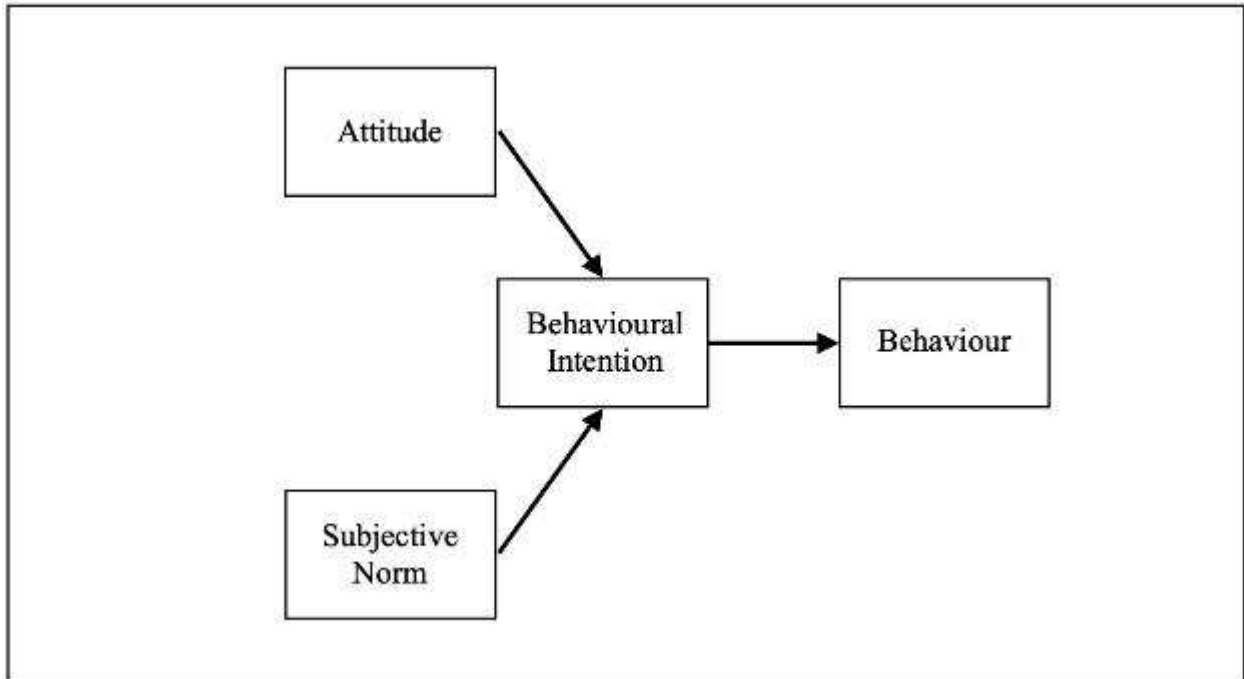 Attitude
Behavioural
Intention
Behaviour
Subjective
Norm